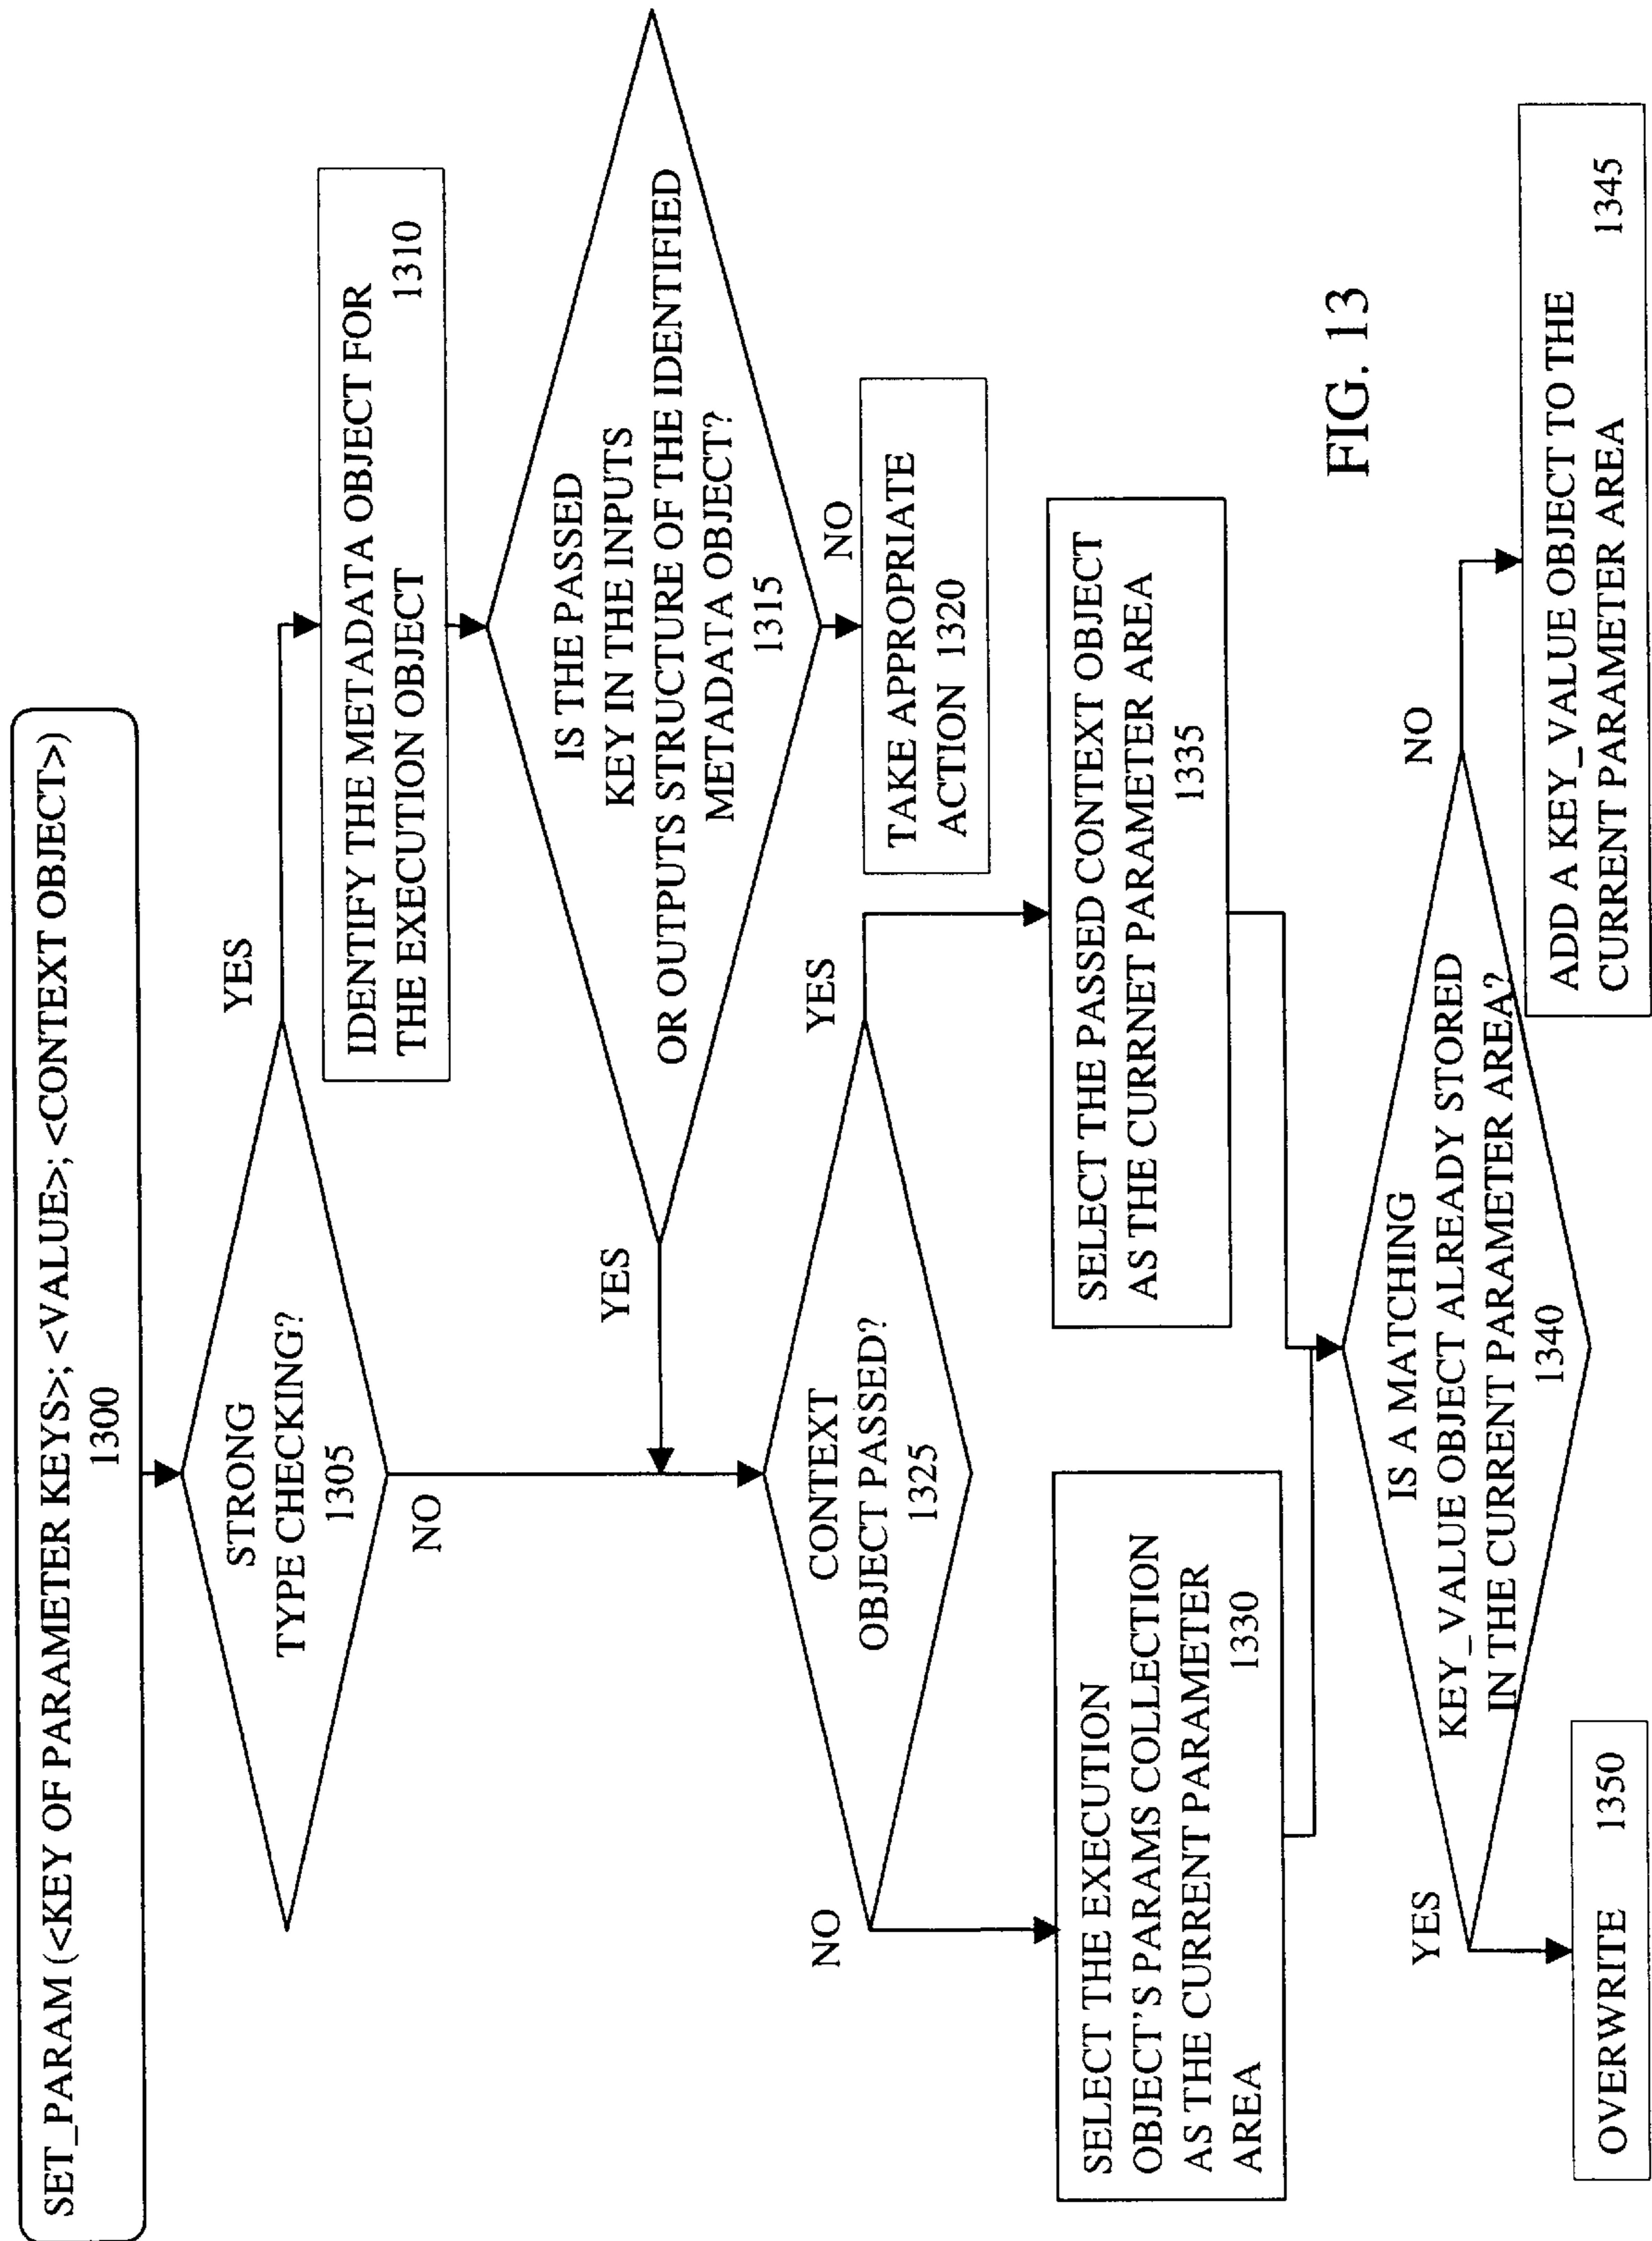 SET_PARAM (<KEY OF PARAMETER KEYS>; <VALUE>; <CONTEXT OBJECT>)
1300
STRONG
TYPE CHECKING?
1305
YES
NO
IDENTIFY THE METADATA OBJECT FOR
THE EXECUTION OBJECT 1310
IS THE PASSED
KEY IN THE INPUTS
OR OUTPUTS STRUCTURE OF THE IDENTIFIED
METADATA OBJECT?
1315
YES
NO
TAKE APPROPRIATE
ACTION 1320
CONTEXT
OBJECT PASSED?
1325
NO
YES
SELECT THE EXECUTION
OBJECT'S PARAMS COLLECTION
AS THE CURRENT PARAMETER
AREA 1330
SELECT THE PASSED CONTEXT OBJECT
AS THE CURRNET PARAMETER AREA
1335
IS A MATCHING
KEY_VALUE OBJECT ALREADY STORED
IN THE CURRENT PARAMETER AREA?
1340
YES
NO
OVERWRITE 1350
ADD A KEY_VALUE OBJECT TO THE
CURRENT PARAMETER AREA 1345
FIG. 13